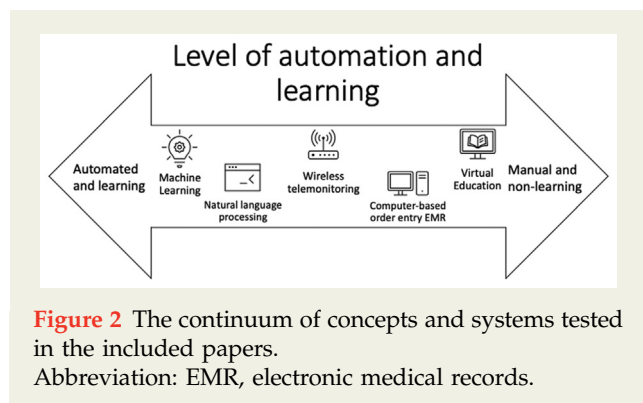 Level of automation and
learning
Automated
and learning
Machine
Learning
Natural language
processing
Wireless
telemonitoring
Computer-based
order entry EMR
Virtual
Education
Manual and
non-learning
Figure 2 The continuum of concepts and systems tested
in the included papers.
Abbreviation: EMR, electronic medical records.